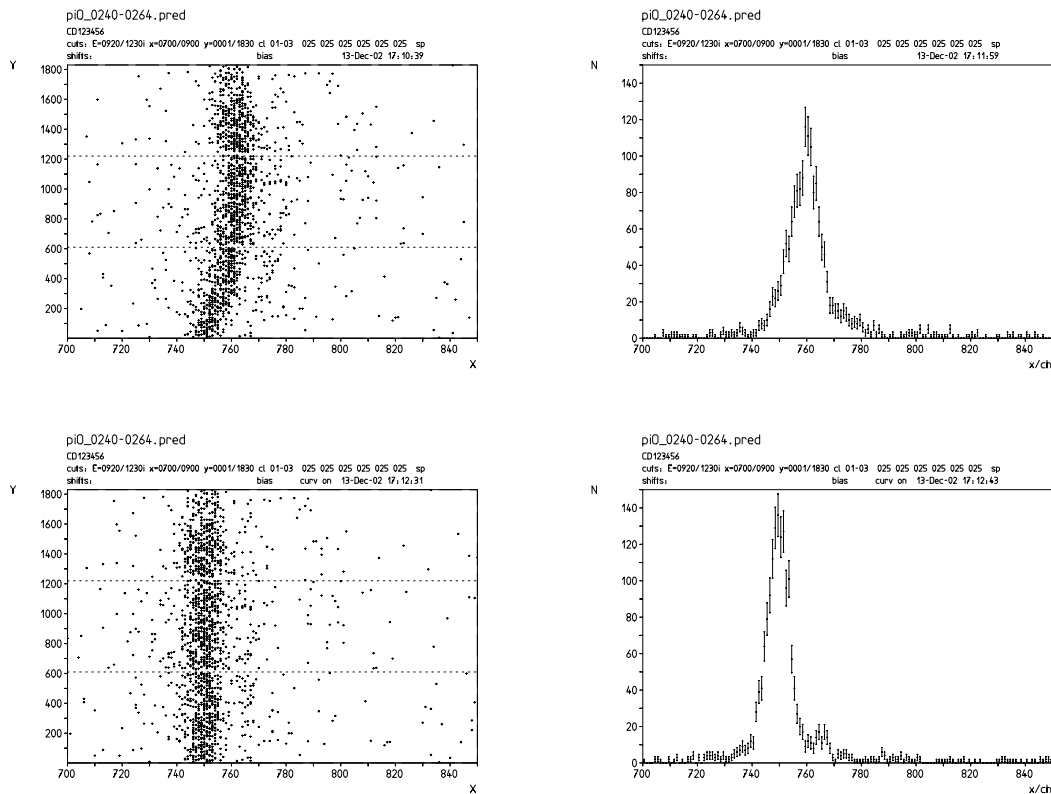 pi0_0240-0264.pred
CD123456
cuts: E=0920/1230i x=0700/0900 y=0001/1830 cl 01-03 025 025 025 025 025 025 sp
shifts: bias 13-Dec-02 17:10:39
Y
1800
1600
1400
1200
1000
800
600
400
200
700 720 740 760 780 800 820 840
X
pi0_0240-0264.pred
CD123456
cuts: E=0920/1230i x=0700/0900 y=0001/1830 cl 01-03 025 025 025 025 025 025 sp
shifts: bias 13-Dec-02 17:11:59
N
140
120
100
80
60
40
20
0
700 720 740 760 780 800 820 840
x/ch
pi0_0240-0264.pred
CD123456
cuts: E=0920/1230i x=0700/0900 y=0001/1830 cl 01-03 025 025 025 025 025 025 sp
shifts: bias curv on 13-Dec-02 17:12:31
Y
1800
1600
1400
1200
1000
800
600
400
200
700 720 740 760 780 800 820 840
X
pi0_0240-0264.pred
CD123456
cuts: E=0920/1230i x=0700/0900 y=0001/1830 cl 01-03 025 025 025 025 025 025 sp
shifts: bias curv on 13-Dec-02 17:12:43
N
140
120
100
80
60
40
20
0
700 720 740 760 780 800 820 840
x/ch